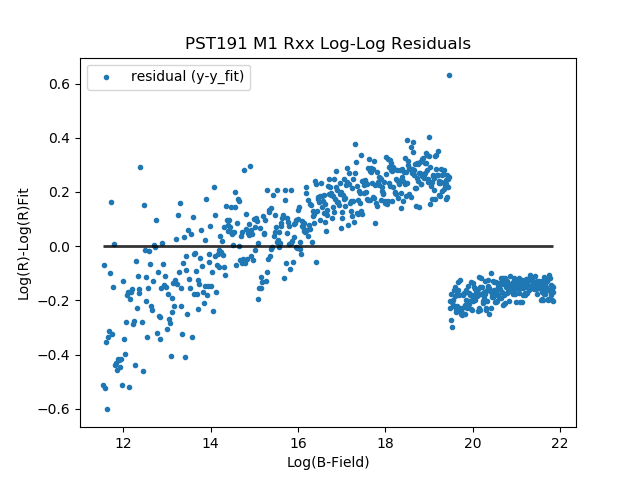 PST191 M1 Rxx Log-Log Residuals
residual (y-y_fit)
Log(R)-Log(R)Fit
0.6
0.4
0.2
0.0
−0.2
−0.4
−0.6
12 14 16 18 20 22
Log(B-Field)